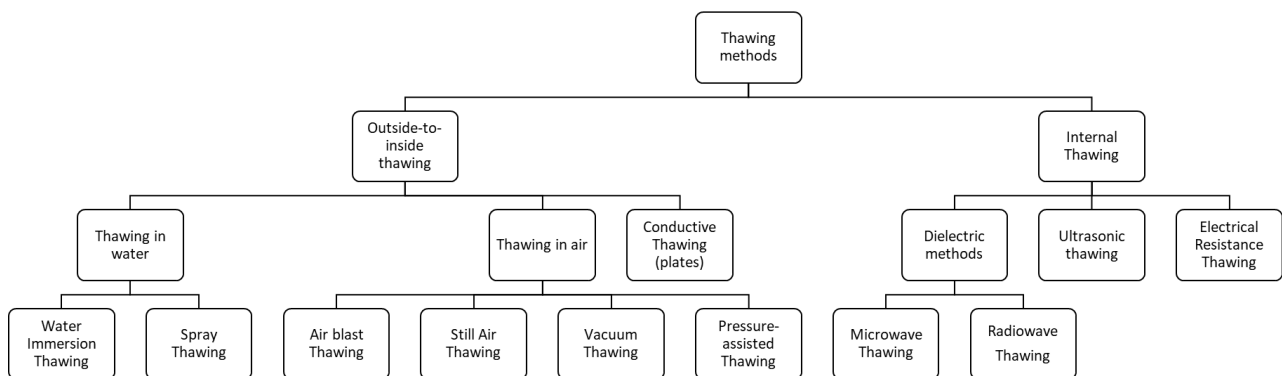 Thawing
methods
Outside-to-
inside
thawing
Internal
Thawing
Thawing in
water
Thawing in air
Conductive
Thawing
(plates)
Dielectric
methods
Ultrasonic
thawing
Electrical
Resistance
Thawing
Water
Immersion
Thawing
Spray
Thawing
Air blast
Thawing
Still Air
Thawing
Vacuum
Thawing
Pressure-
assisted
Thawing
Microwave
Thawing
Radiowave
Thawing